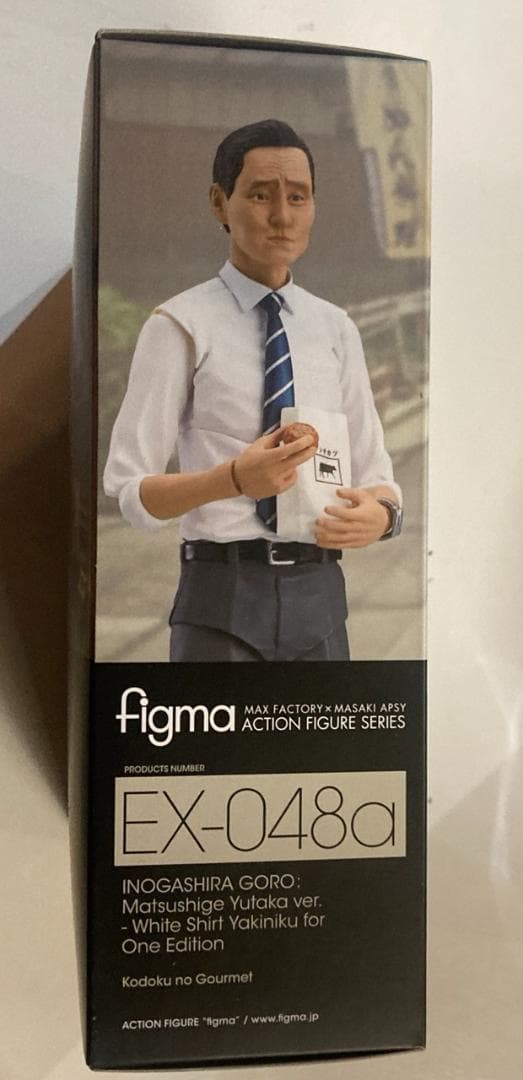 figma
MAX FACTORY × MASAKI APSY
ACTION FIGURE SERIES
PRODUCTS NUMBER
EX-048a
INOGASHIRA GORO:
Matsushige Yutaka ver.
- White Shirt Yakiniku for
One Edition
Kodoku no Gourmet
ACTION FIGURE "figma" / www.figma.jp